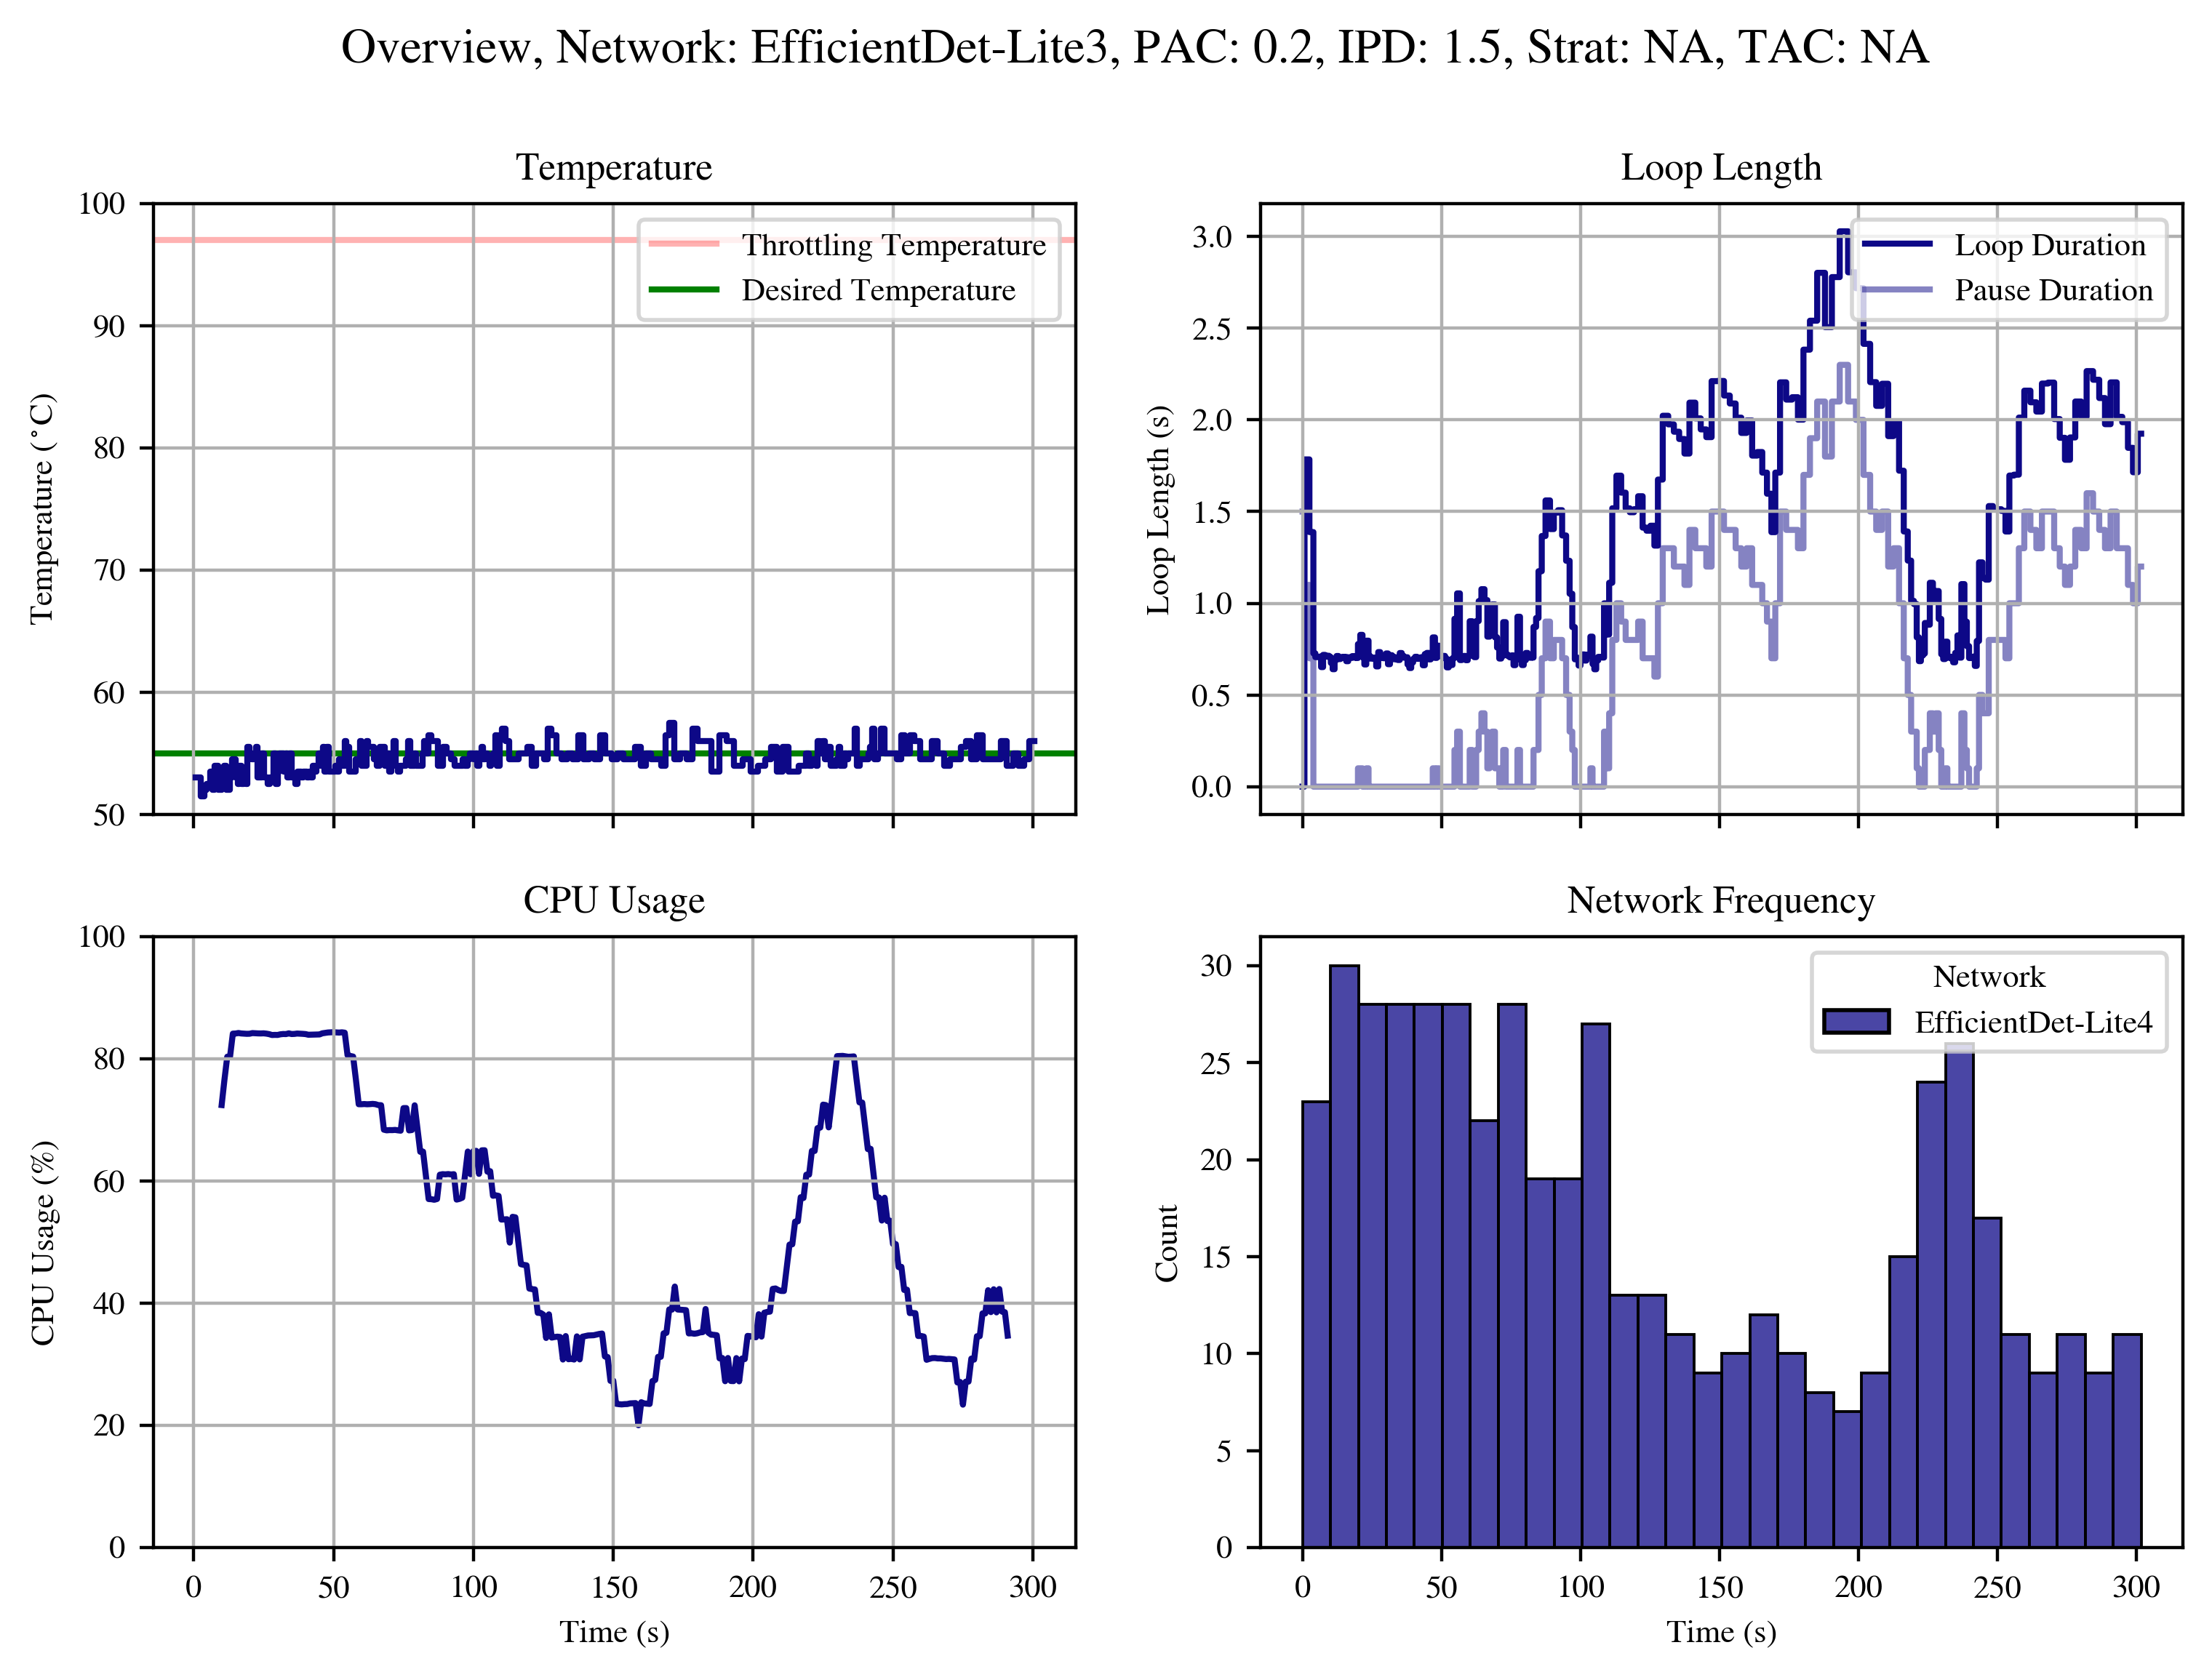 Overview, Network: EfficientDet-Lite3, PAC: 0.2, IPD: 1.5, Strat: NA, TAC: NA
Temperature
100
90
80
70
60
50
Temperature (°C)
Throttling Temperature
Desired Temperature
Loop Length
3.0
2.5
2.0
1.5
1.0
0.5
0.0
Loop Length (s)
Loop Duration
Pause Duration
CPU Usage
100
80
60
40
20
0
CPU Usage (%)
0 50 100 150 200 250 300
Time (s)
Network Frequency
30
25
20
15
10
5
0
Count
Network
EfficientDet-Lite4
0 50 100 150 200 250 300
Time (s)